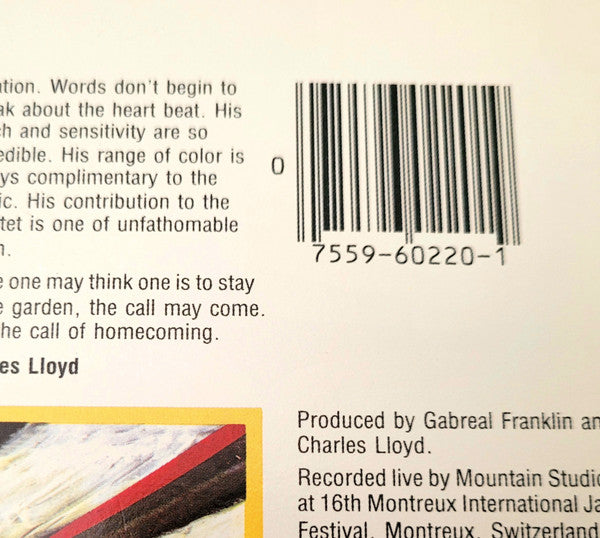 ation. Words don't begin to
ak about the heart beat. His
ch and sensitivity are so
edible. His range of color is
ys complimentary to the
ic. His contribution to the
tet is one of unfathomable
n.
e one may think one is to stay
e garden, the call may come.
he call of homecoming.
es Lloyd
0
7559-60220-1
Produced by Gabreal Franklin an
Charles Lloyd.
Recorded live by Mountain Studio
at 16th Montreux International Ja
Festival, Montreux, Switzerland